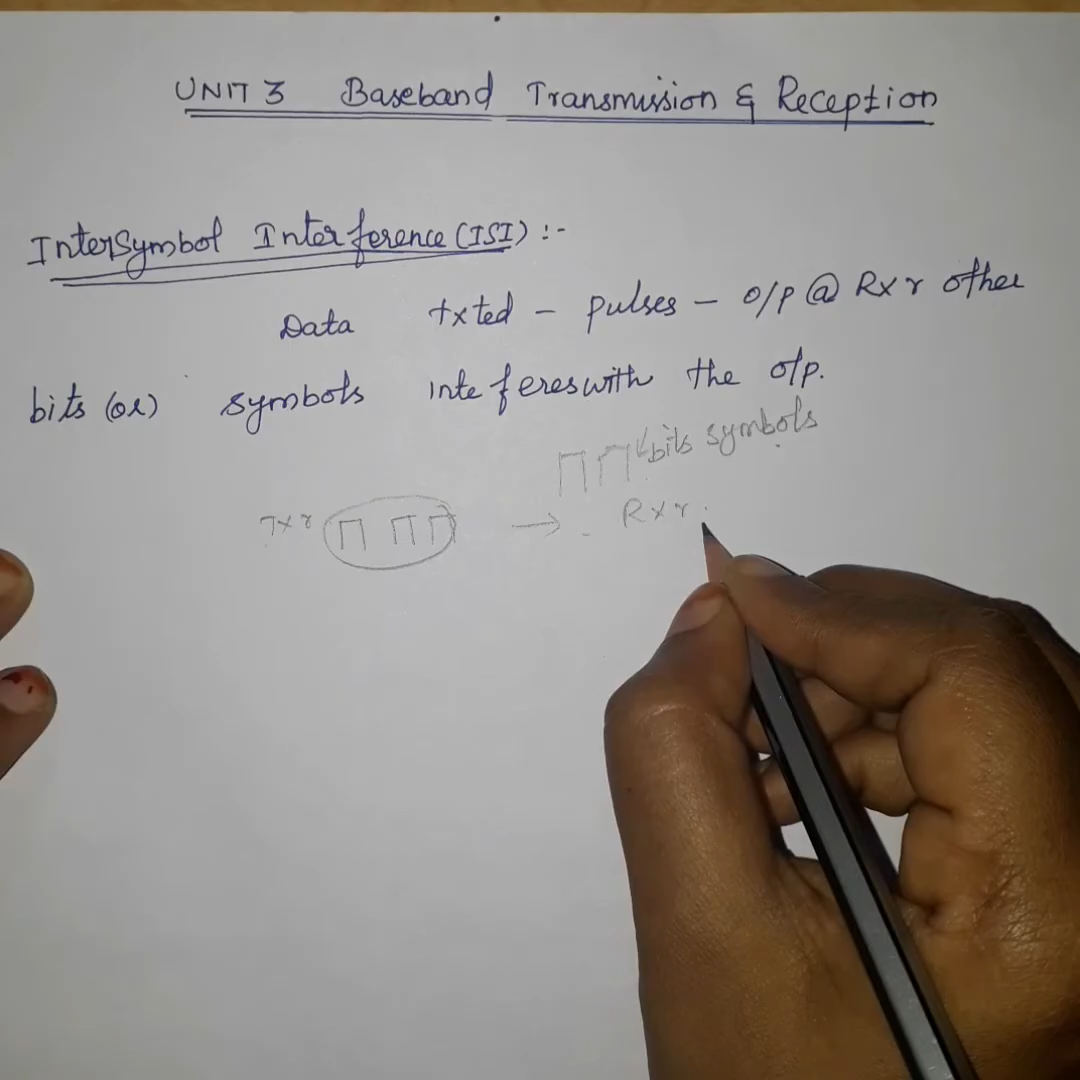 UNIT 3 Baseband Transmission & Reception
InterSymbol Interference (ISI) :-
Data txted - pulses - o/p @ Rxr other
bits (or) symbols interferes with the o/p.
bits symbols
Txr → Rxr